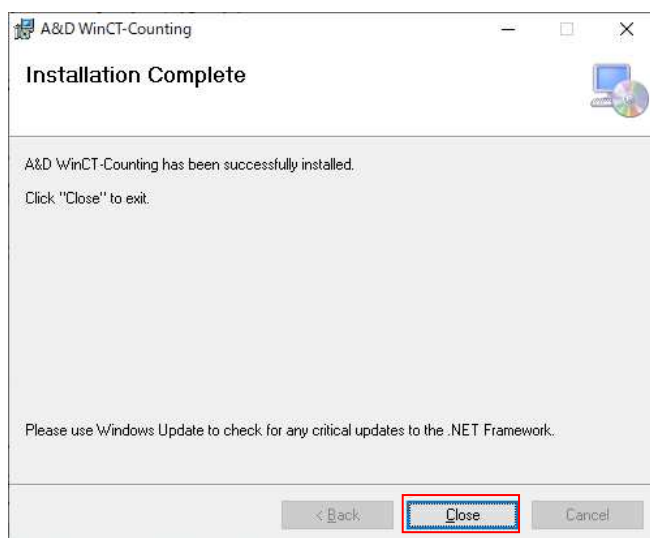 A&D WinCT-Counting
Installation Complete
A&D WinCT-Counting has been successfully installed.
Click "Close" to exit.
Please use Windows Update to check for any critical updates to the .NET Framework.
< Back Close Cancel